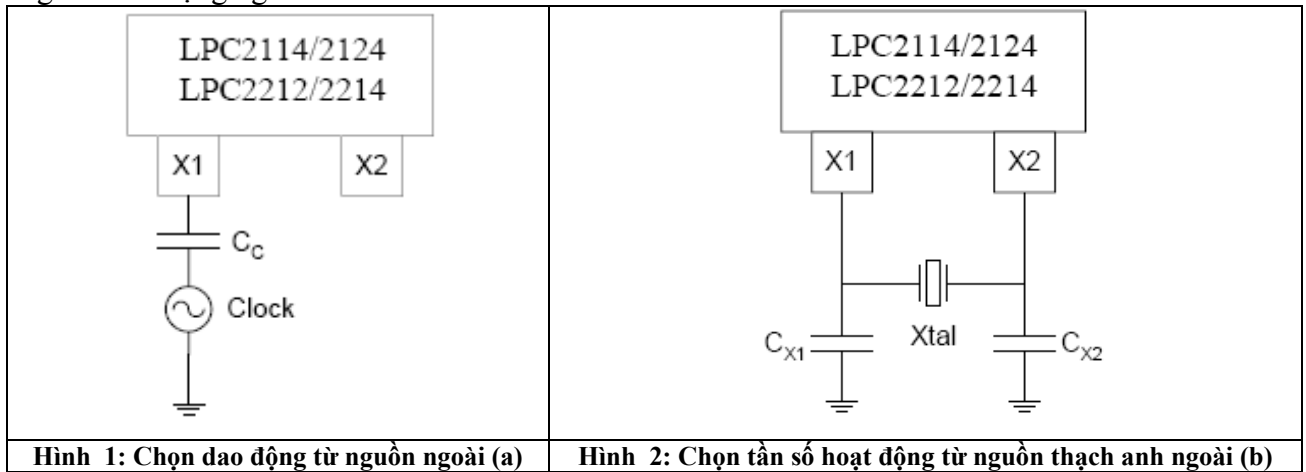 LPC2114/2124
LPC2212/2214
X1
X2
C_C
Clock
Hình 1: Chọn dao động từ nguồn ngoài (a)
LPC2114/2124
LPC2212/2214
X1
X2
C_X1
Xtal
C_X2
Hình 2: Chọn tần số hoạt động từ nguồn thạch anh ngoài (b)